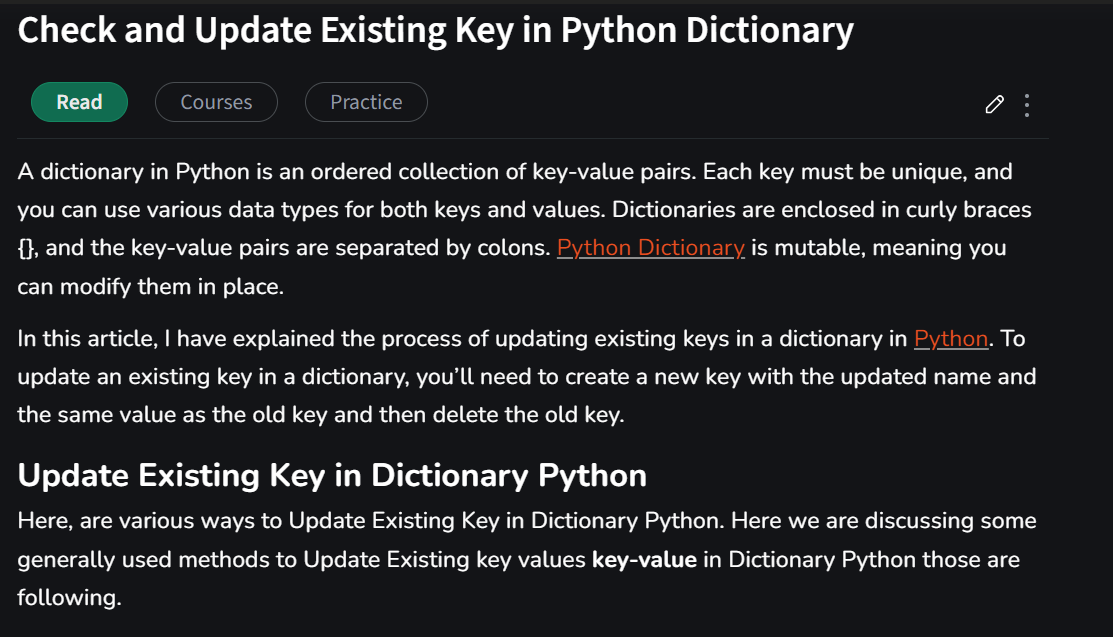 Check and Update Existing Key in Python Dictionary
Read
Courses
Practice
A dictionary in Python is an ordered collection of key-value pairs. Each key must be unique, and
you can use various data types for both keys and values. Dictionaries are enclosed in curly braces
{}, and the key-value pairs are separated by colons. Python Dictionary is mutable, meaning you
can modify them in place.
In this article, I have explained the process of updating existing keys in a dictionary in Python. To
update an existing key in a dictionary, you’ll need to create a new key with the updated name and
the same value as the old key and then delete the old key.
Update Existing Key in Dictionary Python
Here, are various ways to Update Existing Key in Dictionary Python. Here we are discussing some
generally used methods to Update Existing key values key-value in Dictionary Python those are
following.